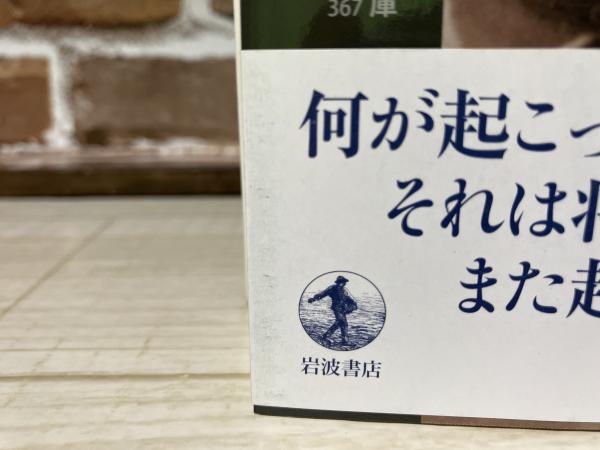 367 庫
何が起こっ
それは将
また起
岩波書店